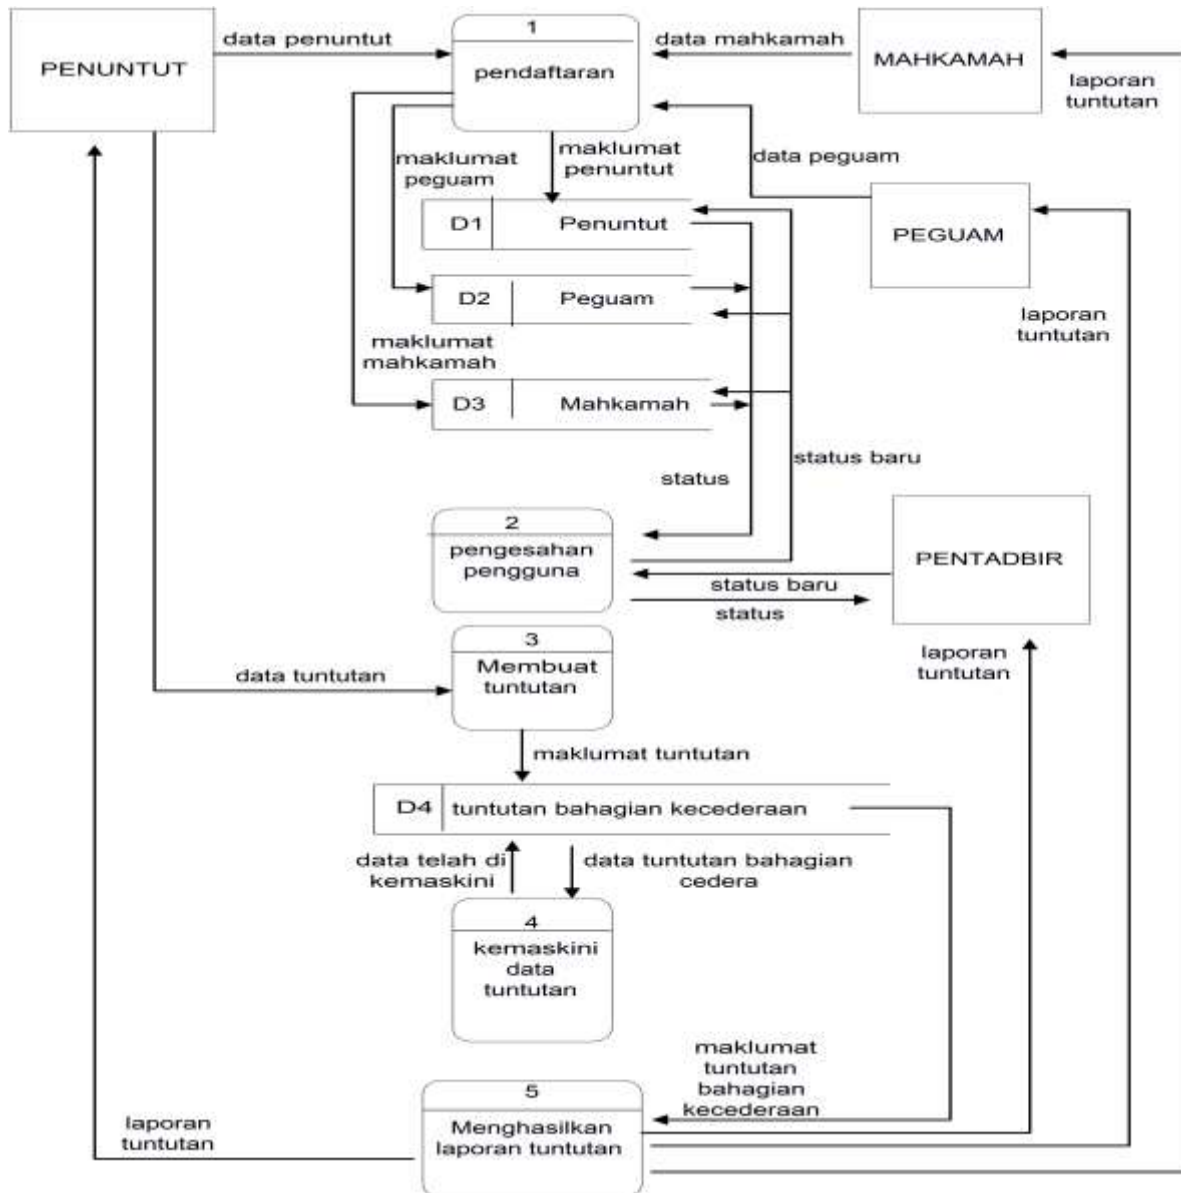 1
data penuntut
data mahkamah
PENUNTUT
pendaftaran
MAHKAMAH
laporan
tuntutan
maklumat
peguam
maklumat
penuntut
data peguam
D1
Penuntut
PEGUAM
D2
Peguam
laporan
tuntutan
maklumat
mahkamah
D3
Mahkamah
status baru
status
2
pengesahan
pengguna
PENTADBIR
status baru
status
3
Membuat
tuntutan
laporan
tuntutan
data tuntutan
maklumat tuntutan
D4
tuntutan bahagian kecederaan
data telah di
kemaskini
data tuntutan bahagian
cedera
4
kemaskini
data
tuntutan
maklumat
tuntutan
bahagian
kecederaan
5
Menghasilkan
laporan tuntutan
laporan
tuntutan